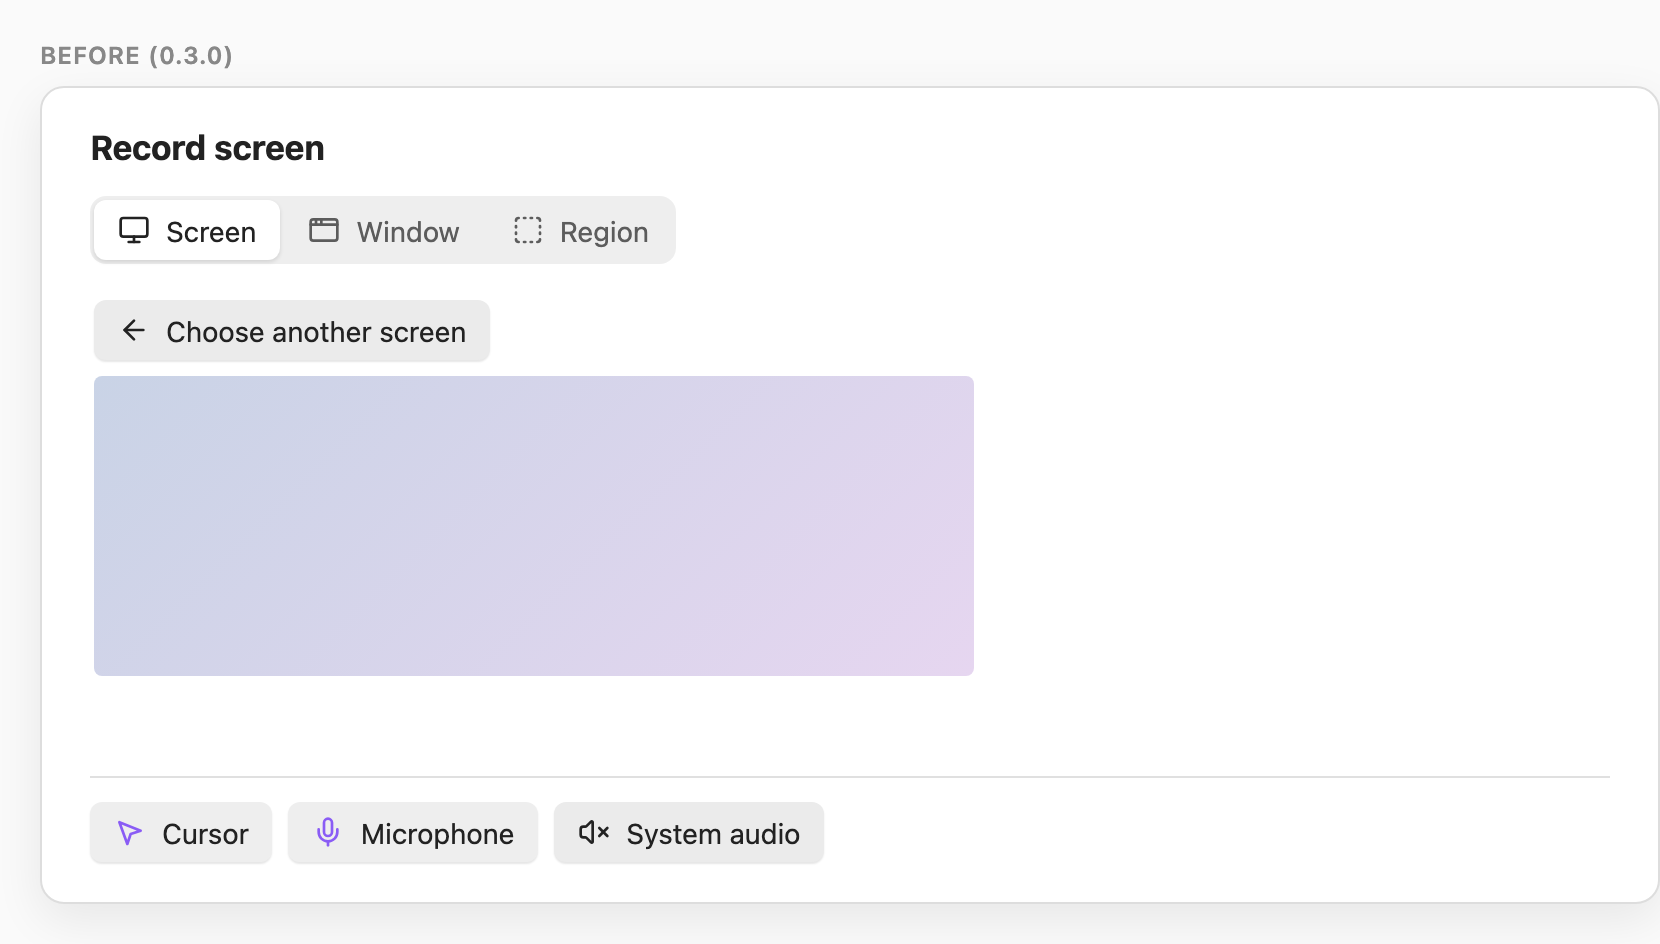 BEFORE (0.3.0)
Record screen
Screen Window Region
Choose another screen
Cursor Microphone System audio